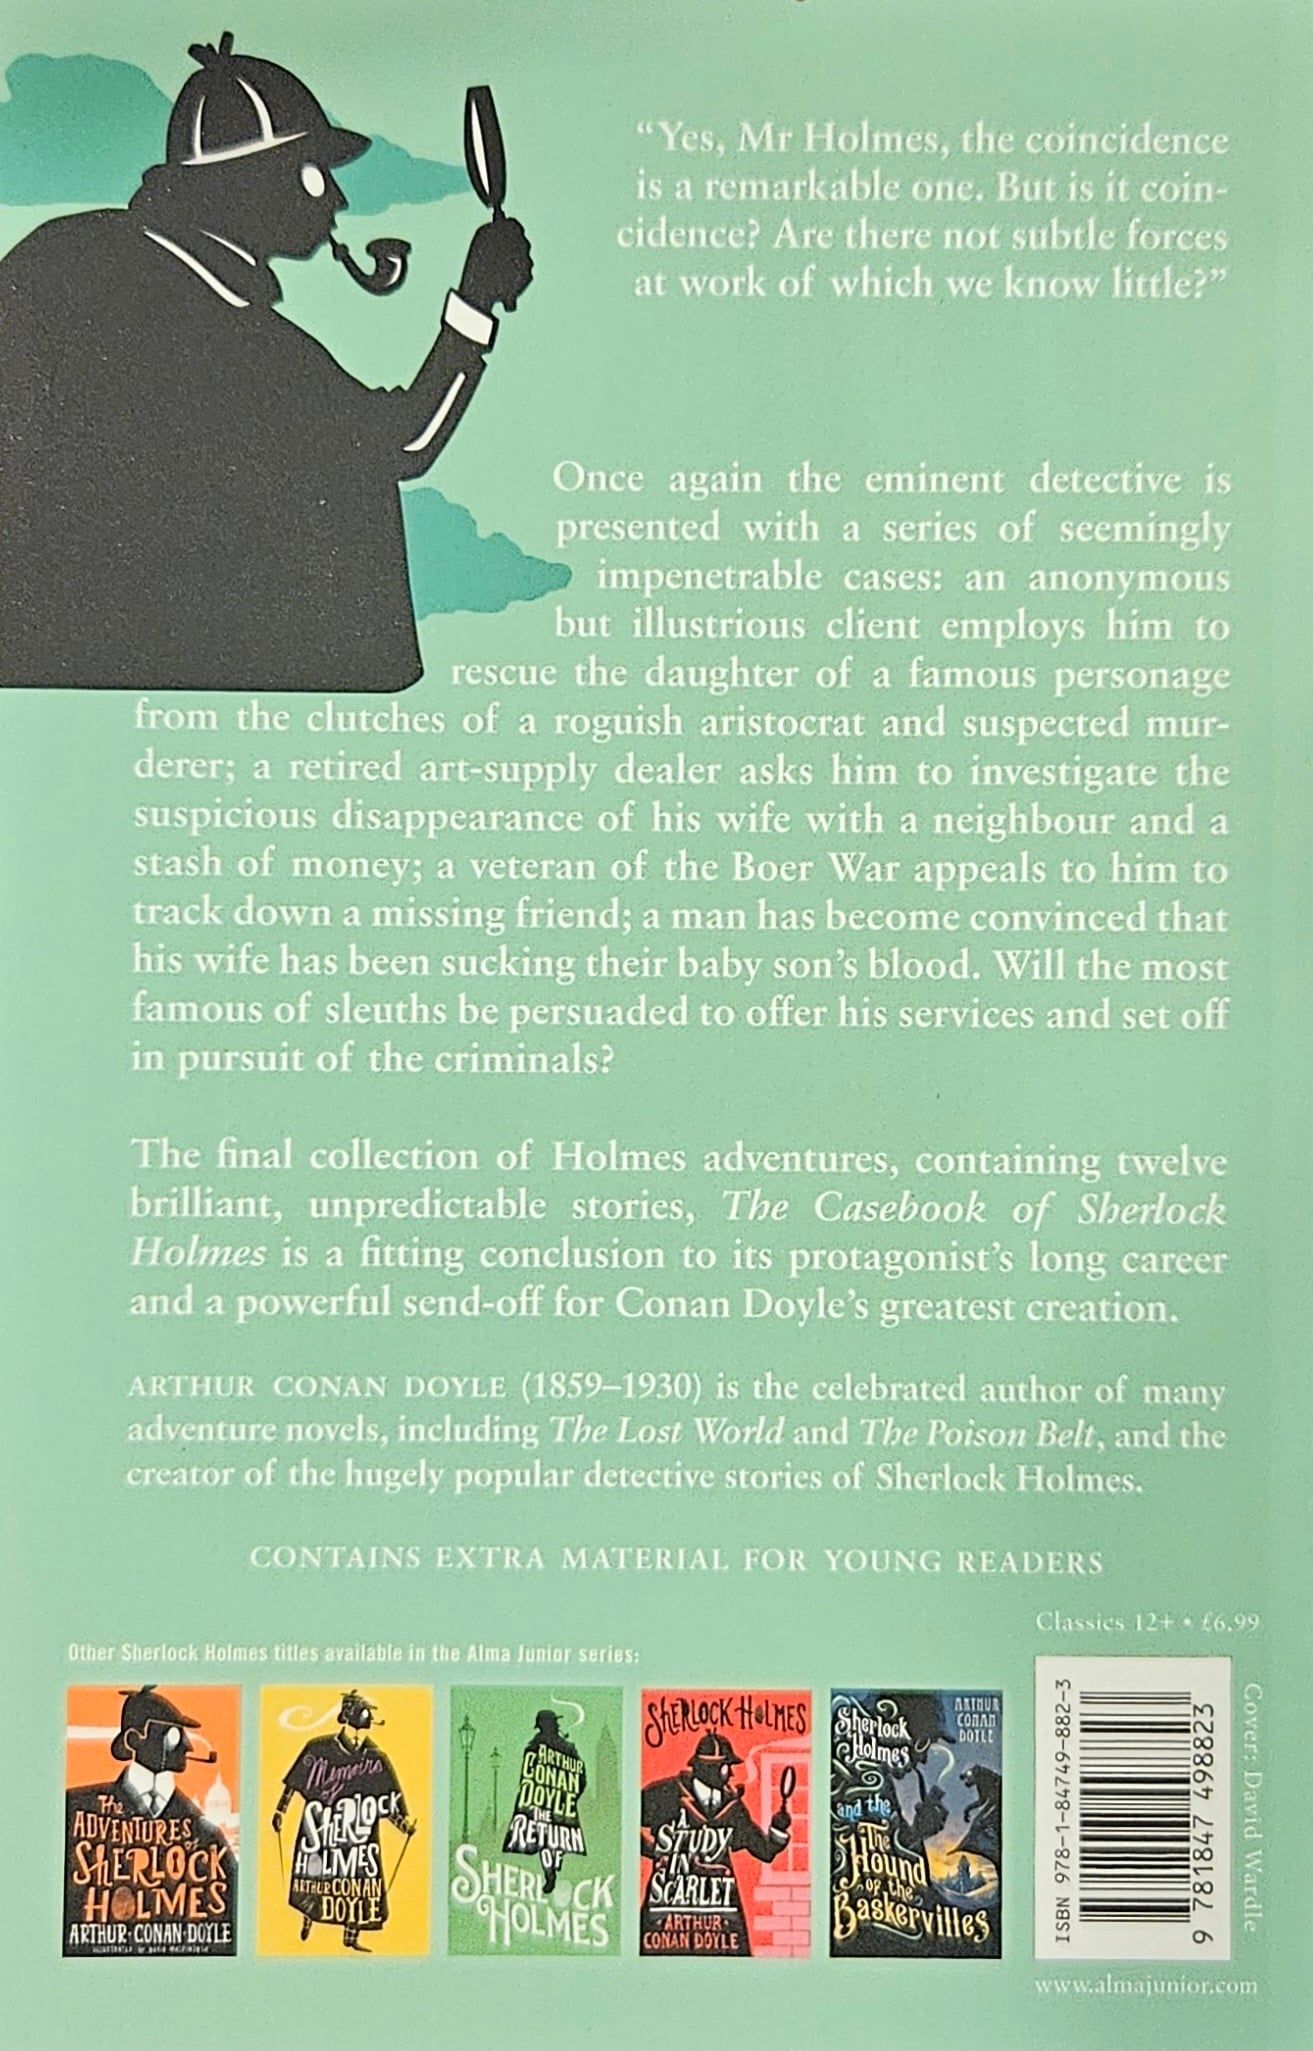 “Yes, Mr Holmes, the coincidence
is a remarkable one. But is it coin-
cidence? Are there not subtle forces
at work of which we know little?”
Once again the eminent detective is
presented with a series of seemingly
impenetrable cases: an anonymous
but illustrious client employs him to
rescue the daughter of a famous personage
from the clutches of a roguish aristocrat and suspected mur-
derer; a retired art-supply dealer asks him to investigate the
suspicious disappearance of his wife with a neighbour and a
stash of money; a veteran of the Boer War appeals to him to
track down a missing friend; a man has become convinced that
his wife has been sucking their baby son’s blood. Will the most
famous of sleuths be persuaded to offer his services and set off
in pursuit of the criminals?
The final collection of Holmes adventures, containing twelve
brilliant, unpredictable stories, The Casebook of Sherlock
Holmes is a fitting conclusion to its protagonist’s long career
and a powerful send-off for Conan Doyle’s greatest creation.
ARTHUR CONAN DOYLE (1859–1930) is the celebrated author of many
adventure novels, including The Lost World and The Poison Belt, and the
creator of the hugely popular detective stories of Sherlock Holmes.
CONTAINS EXTRA MATERIAL FOR YOUNG READERS
Classics 12+ • £6.99
Other Sherlock Holmes titles available in the Alma Junior series:
The
ADVENTURES of
SHERLOCK
HOLMES
ARTHUR·CONAN·DOYLE
Memoirs
of
SHERLOCK
HOLMES
ARTHUR CONAN
DOYLE
ARTHUR
CONAN
DOYLE
THE
RETURN
OF
SHERLOCK
HOLMES
SHERLOCK HOLMES
A
STUDY
IN
SCARLET
ARTHUR
CONAN DOYLE
ARTHUR
CONAN
DOYLE
Sherlock
Holmes
and the
The
Hound
of the
Baskervilles
ISBN 978-1-84749-882-3
9 781847 498823
Cover: David Wardle
www.almajunior.com